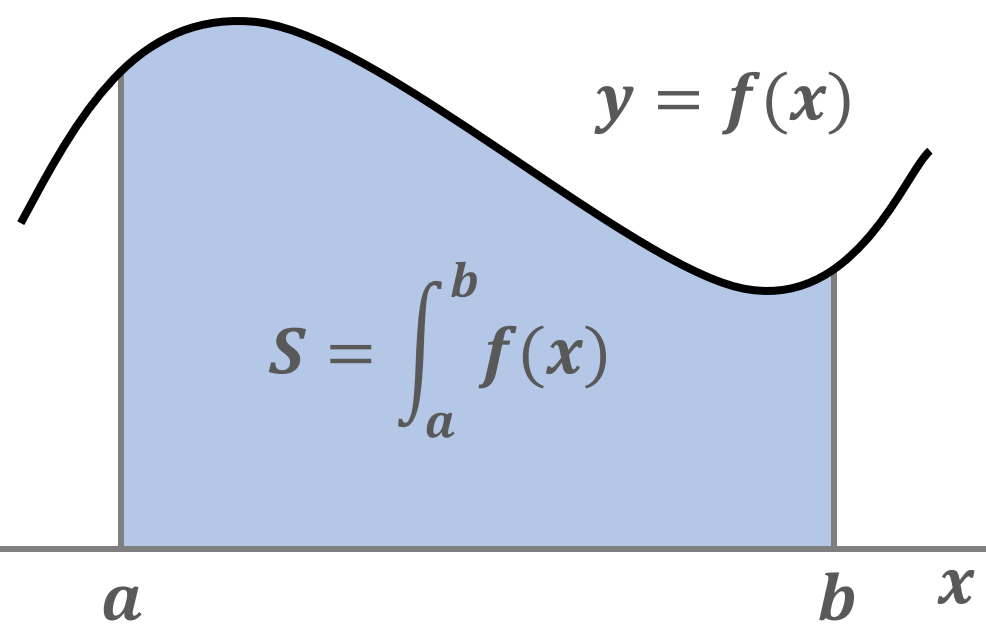 y = f(x)
S = ∫_a^b f(x)
a b x